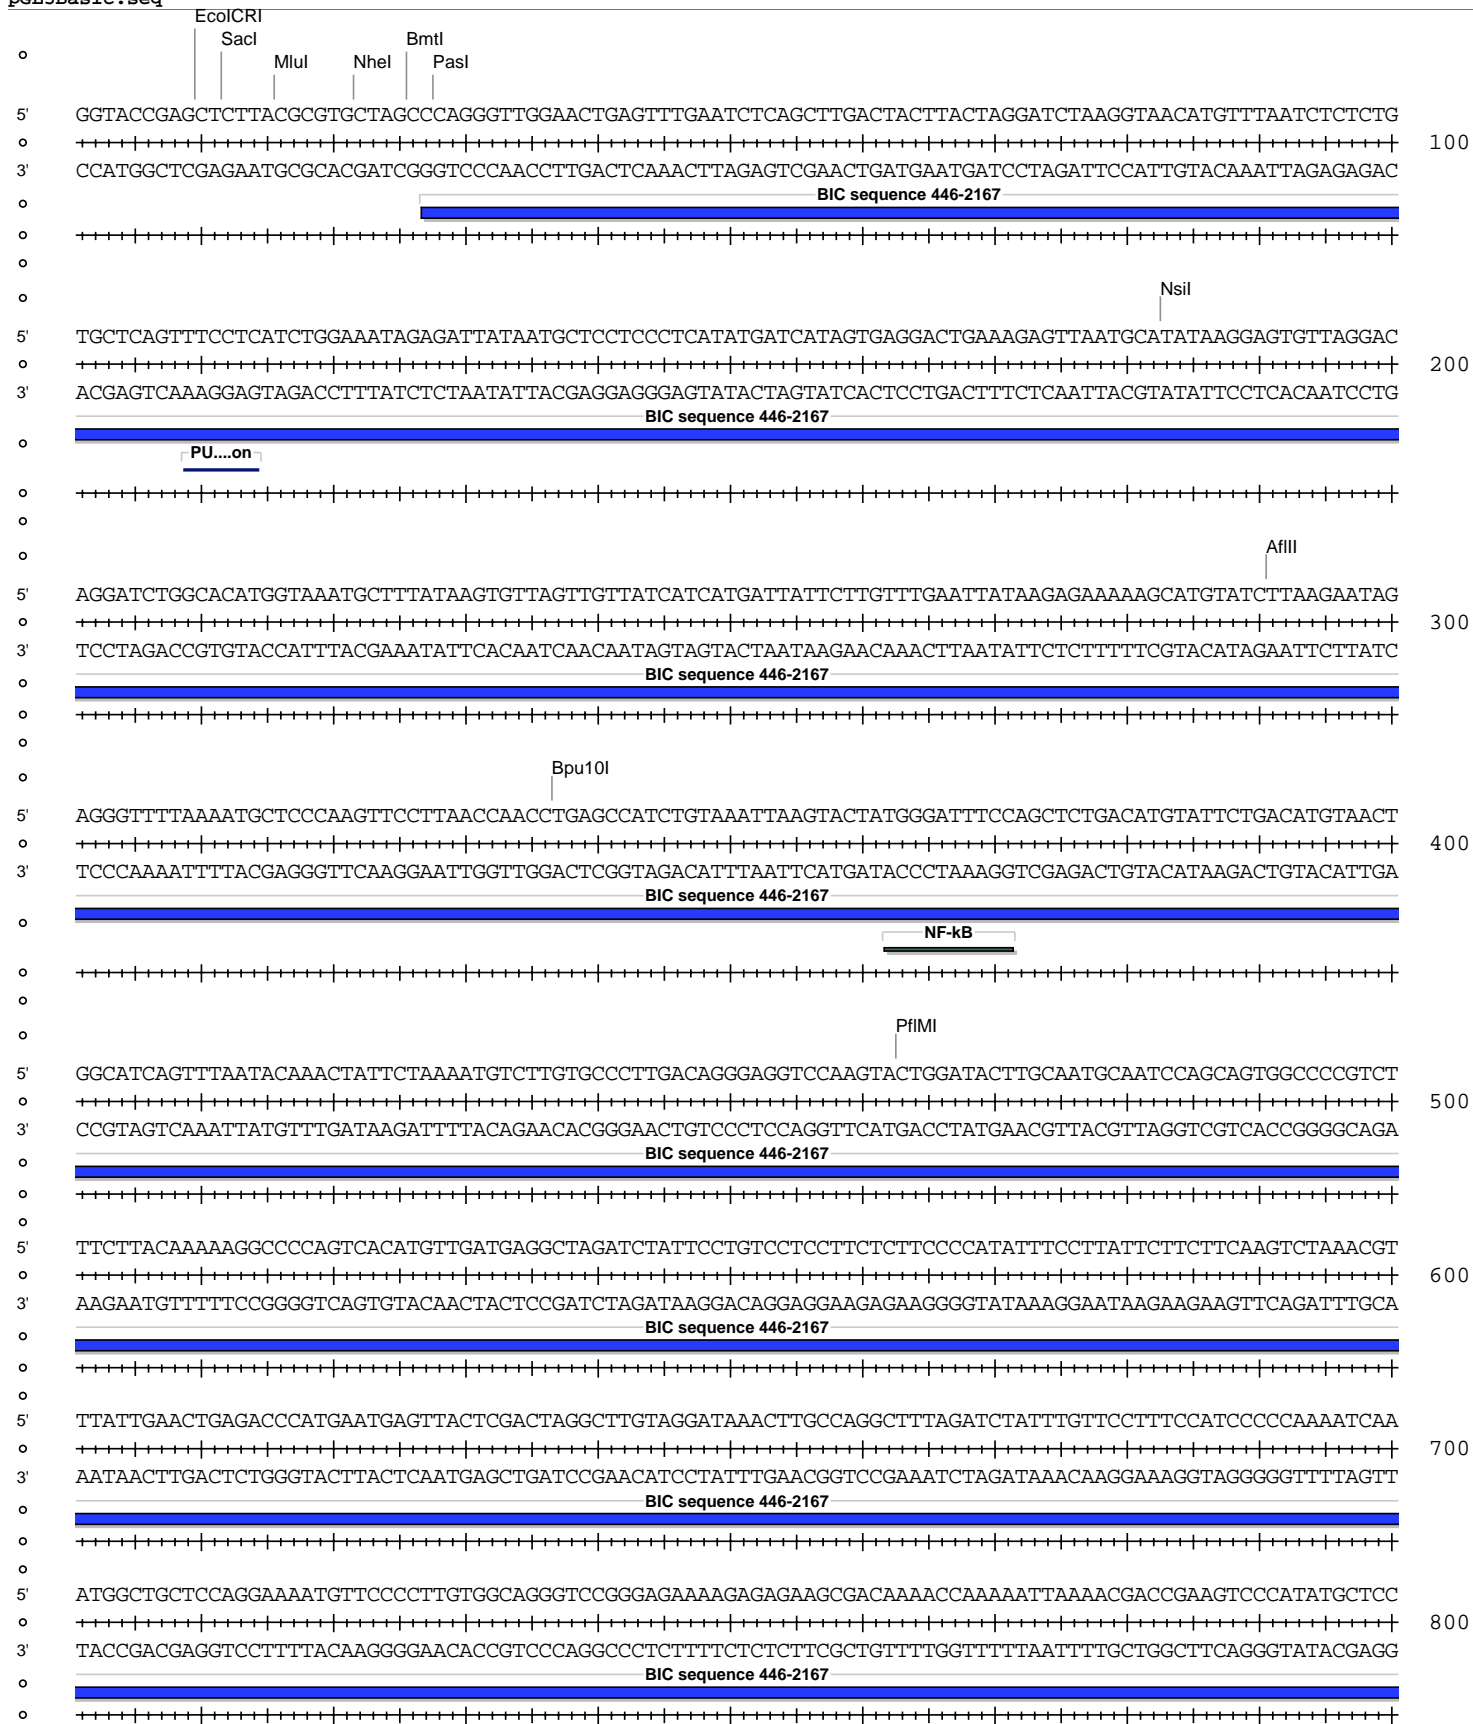 EcoICRI
SacI BmtI
MluI NheI PasI
5' GGTACCGAGCTCTTACGCGTGCTAGCCCAGGGTTGGAACTGAGTTTGAATCTCAGCTTGACTACTTACTAGGATCTAAGGTAACATGTTTAATCTCTCTG
100
3' CCATGGCTCGAGAATGCGCACGATCGGGTCCCAACCTTGACTCAAACTTAGAGTCGAACTGATGAATGATCCTAGATTCCATTGTACAAATTAGAGAGAC
BIC sequence 446-2167
NsiI
5' TGCTCAGTTTCCTCATCTGGAAATAGAGATTATAATGCTCCTCCCTCATATGATCATAGTGAGGACTGAAAGAGTTAATGCATATAAGGAGTGTTAGGAC
200
3' ACGAGTCAAAGGAGTAGACCTTTATCTCTAATATTACGAGGAGGGAGTATACTAGTATCACTCCTGACTTTCTCAATTACGTATATTCCTCACAATCCTG
BIC sequence 446-2167
PU....on
AflII
5' AGGATCTGGCACATGGTAAATGCTTTATAAGTGTTAGTTGTTATCATCATGATTATTCTTGTTTGAATTATAAGAGAAAAAGCATGTATCTTAAGAATAG
300
3' TCCTAGACCGTGTACCATTTACGAAATATTCACAATCAACAATAGTAGTACTAATAAGAACAAACTTAATATTCTCTTTTTCGTACATAGAATTCTTATC
BIC sequence 446-2167
Bpu10I
5' AGGGTTTTAAAATGCTCCCAAGTTCCTTAACCAACCTGAGCCATCTGTAAATTAAGTACTATGGGATTTCCAGCTCTGACATGTATTCTGACATGTAACT
400
3' TCCCAAAATTTTACGAGGGTTCAAGGAATTGGTTGGACTCGGTAGACATTTAATTCATGATACCCTAAAGGTCGAGACTGTACATAAGACTGTACATTGA
BIC sequence 446-2167
NF-kB
PflMI
5' GGCATCAGTTTAATACAAACTATTCTAAAATGTCTTGTGCCCTTGACAGGGAGGTCCAAGTACTGGATACTTGCAATGCAATCCAGCAGTGGCCCCGTCT
500
3' CCGTAGTCAAATTATGTTTGATAAGATTTTACAGAACACGGGAACTGTCCCTCCAGGTTCATGACCTATGAACGTTACGTTAGGTCGTCACCGGGGCAGA
BIC sequence 446-2167
5' TTCTTACAAAAAGGCCCCAGTCACATGTTGATGAGGCTAGATCTATTCCTGTCCTCCTTCTCTTCCCCATATTTCCTTATTCTTCTTCAAGTCTAAACGT
600
3' AAGAATGTTTTTCCGGGGTCAGTGTACAACTACTCCGATCTAGATAAGGACAGGAGGAAGAGAAGGGGTATAAAGGAATAAGAAGAAGTTCAGATTTGCA
BIC sequence 446-2167
5' TTATTGAACTGAGACCCATGAATGAGTTACTCGACTAGGCTTGTAGGATAAACTTGCCAGGCTTTAGATCTATTTGTTCCTTTCCATCCCCCAAAATCAA
700
3' AATAACTTGACTCTGGGTACTTACTCAATGAGCTGATCCGAACATCCTATTTGAACGGTCCGAAATCTAGATAAACAAGGAAAGGTAGGGGGTTTTAGTT
BIC sequence 446-2167
5' ATGGCTGCTCCAGGAAAATGTTCCCCTTGTGGCAGGGTCCGGGAGAAAAGAGAGAAGCGACAAAACCAAAAATTAAAACGACCGAAGTCCCATATGCTCC
800
3' TACCGACGAGGTCCTTTTACAAGGGGAACACCGTCCCAGGCCCTCTTTTCTCTCTTCGCTGTTTTGGTTTTTAATTTTGCTGGCTTCAGGGTATACGAGG
BIC sequence 446-2167